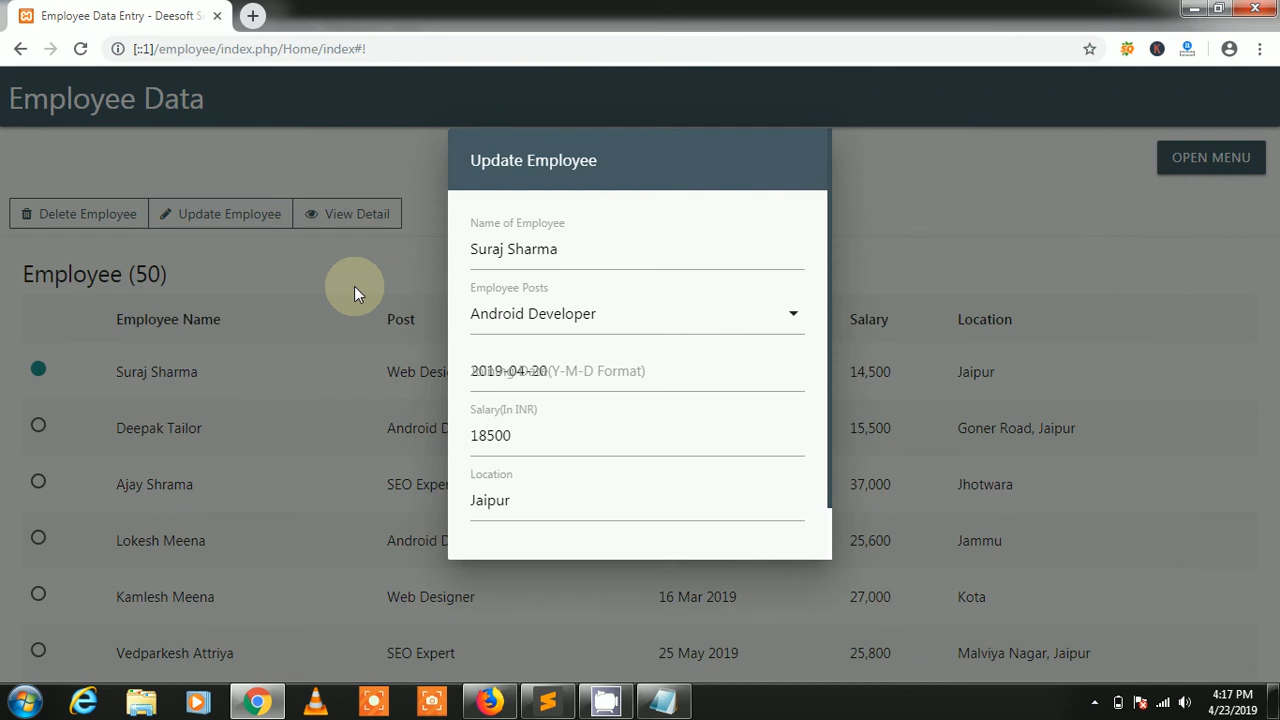 Employee Data Entry - Deesoft S
[::1]/employee/index.php/Home/index#!
Employee Data
OPEN MENU
Delete Employee
Update Employee
View Detail
Employee (50)
Employee Name Post Salary Location
Suraj Sharma Web Desi 14,500 Jaipur
Deepak Tailor Android D 15,500 Goner Road, Jaipur
Ajay Shrama SEO Exper 37,000 Jhotwara
Lokesh Meena Android D 25,600 Jammu
Kamlesh Meena Web Designer 16 Mar 2019 27,000 Kota
Vedparkesh Attriya SEO Expert 25 May 2019 25,800 Malviya Nagar, Jaipur
Update Employee
Name of Employee
Suraj Sharma
Employee Posts
Android Developer
2019-04-20
(Y-M-D Format)
Salary(In INR)
18500
Location
Jaipur
4:17 PM
4/23/2019